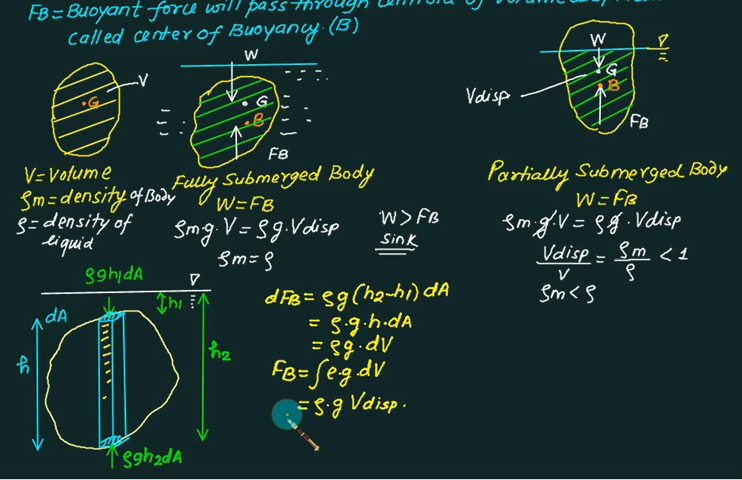 FB = Buoyant force will pass through
called center of Buoyancy. (B)
G
V
V = Volume
ρm = density of Body
ρ = density of
liquid
W
G
B
FB
Fully Submerged Body
W = FB
ρm.g.V = ρg.Vdisp
ρm = ρ
W > FB
sink
W
G
B
Vdisp
FB
Partially Submerged Body
W = FB
ρm.g.V = ρg.Vdisp
Vdisp/V = ρm/ρ < 1
ρm < ρ
ρgh1dA
dA
h1
h
h2
ρgh2dA
dFB = ρg(h2-h1)dA
= ρ.g.h.dA
= ρg.dV
FB = ∫ρ.g.dV
= ρ.g Vdisp.